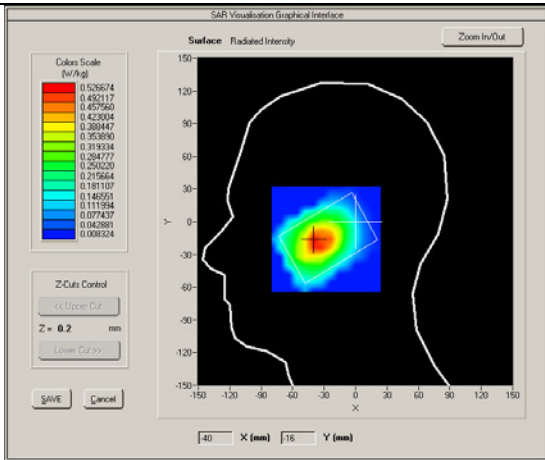 SAR Visualisation Graphical Interface
Surface Radiated Intensity
Zoom In/Out
Colors Scale
(W/kg)
0.526674
0.492117
0.457560
0.423004
0.388447
0.353890
0.319334
0.284777
0.250220
0.215664
0.181107
0.146551
0.111994
0.077437
0.042881
0.008324
Z-Cuts Control
<< Upper Cut
Z = 0.2 mm
Lower Cut >>
SAVE Cancel
150
120
90
60
30
0
-30
-60
-90
-120
-150
Y
-150 -120 -90 -60 -30 0 30 60 90 120 150
X
-40 X (mm) -16 Y (mm)